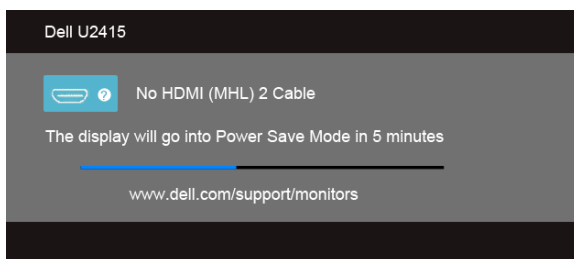 Dell U2415
?
No HDMI (MHL) 2 Cable
The display will go into Power Save Mode in 5 minutes
www.dell.com/support/monitors